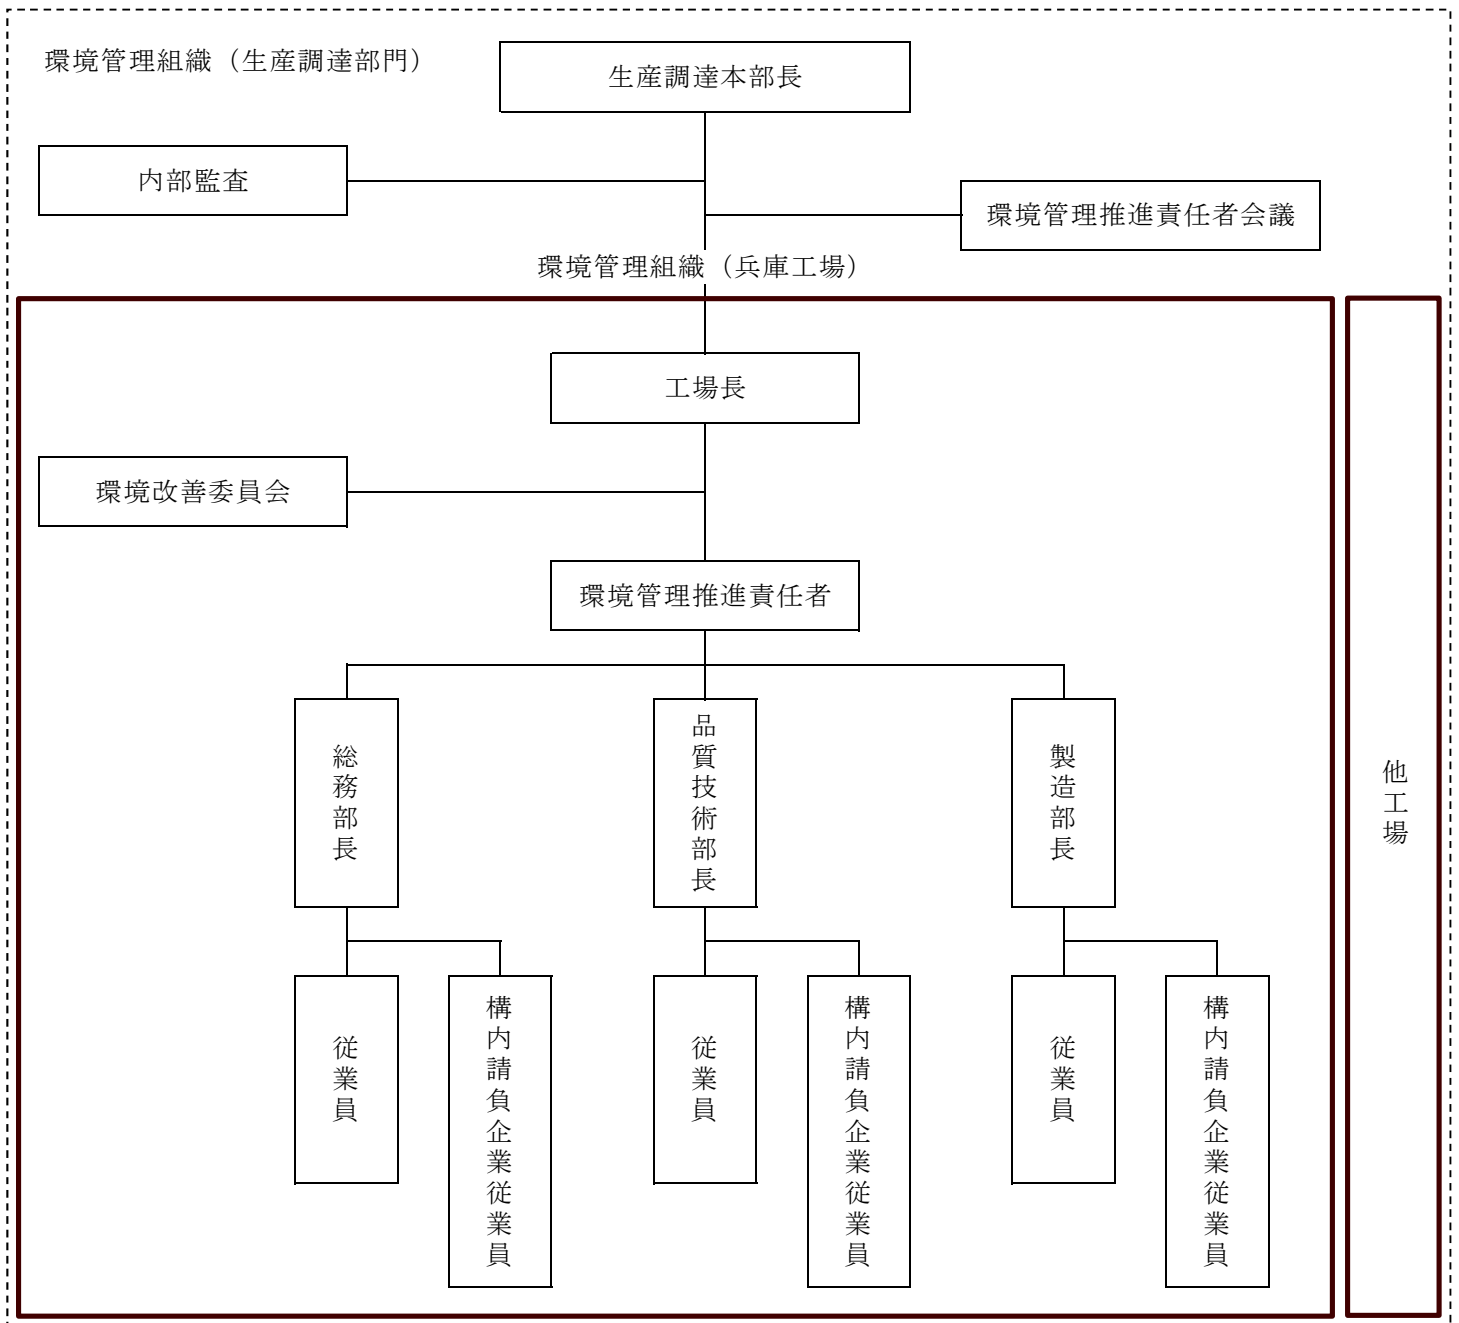 環境管理組織（生産調達部門）
生産調達本部長
内部監査
環境管理推進責任者会議
環境管理組織（兵庫工場）
工場長
環境改善委員会
環境管理推進責任者
総務部長
品質技術部長
製造部長
他工場
従業員
構内請負企業従業員
従業員
構内請負企業従業員
従業員
構内請負企業従業員